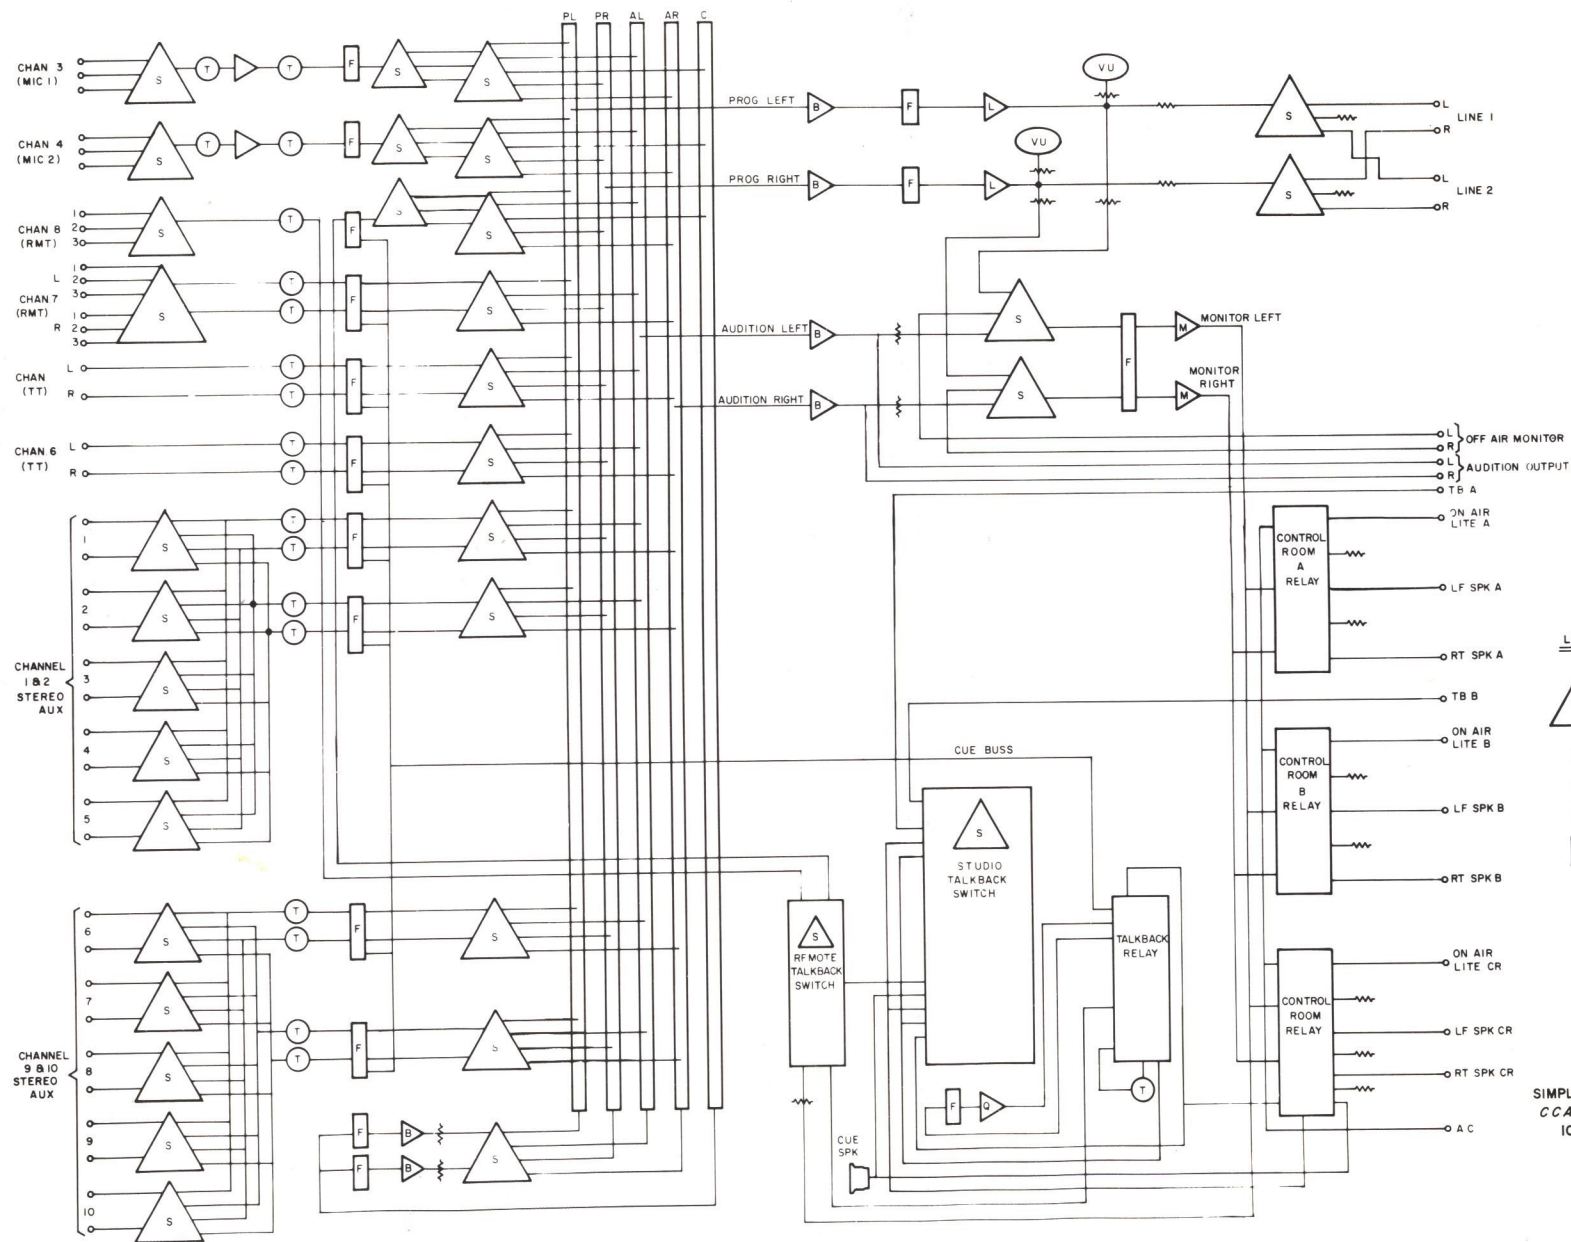 PL PR AL AR C
CHAN 3
(MIC 1)
S T T F S S
CHAN 4
(MIC 2)
S T T F S S
CHAN 8
(RMT)
1
2
3
S T F S S
L
1
2
3
CHAN 7
(RMT)
R
1
2
3
S T T F S
CHAN
(TT)
L
R
T T F S
CHAN 6
(TT)
L
R
T T F S
CHANNEL
1 & 2
STEREO
AUX
1
S T T F S
2
S T T F S
3
S
4
S
5
S
CHANNEL
9 & 10
STEREO
AUX
6
S T T F S
7
S
8
S T T F S
9
S
10
S
F B
F B
S
PROG LEFT
B F L
VU
VU
PROG RIGHT
B F L
S
S
L
R
LINE 1
L
R
LINE 2
AUDITION LEFT
B
S
AUDITION RIGHT
B
S
F
M
MONITOR LEFT
MONITOR
RIGHT
M
L
R
OFF AIR MONITOR
L
R
AUDITION OUTPUT
TB A
ON AIR
LITE A
CONTROL
ROOM
A
RELAY
LF SPK A
RT SPK A
TB B
CUE BUSS
ON AIR
LITE B
CONTROL
ROOM
B
RELAY
LF SPK B
RT SPK B
S
STUDIO
TALKBACK
SWITCH
S
RFMOTE
TALKBACK
SWITCH
TALKBACK
RELAY
T
F Q
CUE
SPK
ON AIR
LITE CR
CONTROL
ROOM
RELAY
LF SPK CR
RT SPK CR
AC
L
SIMPL
CCA
10